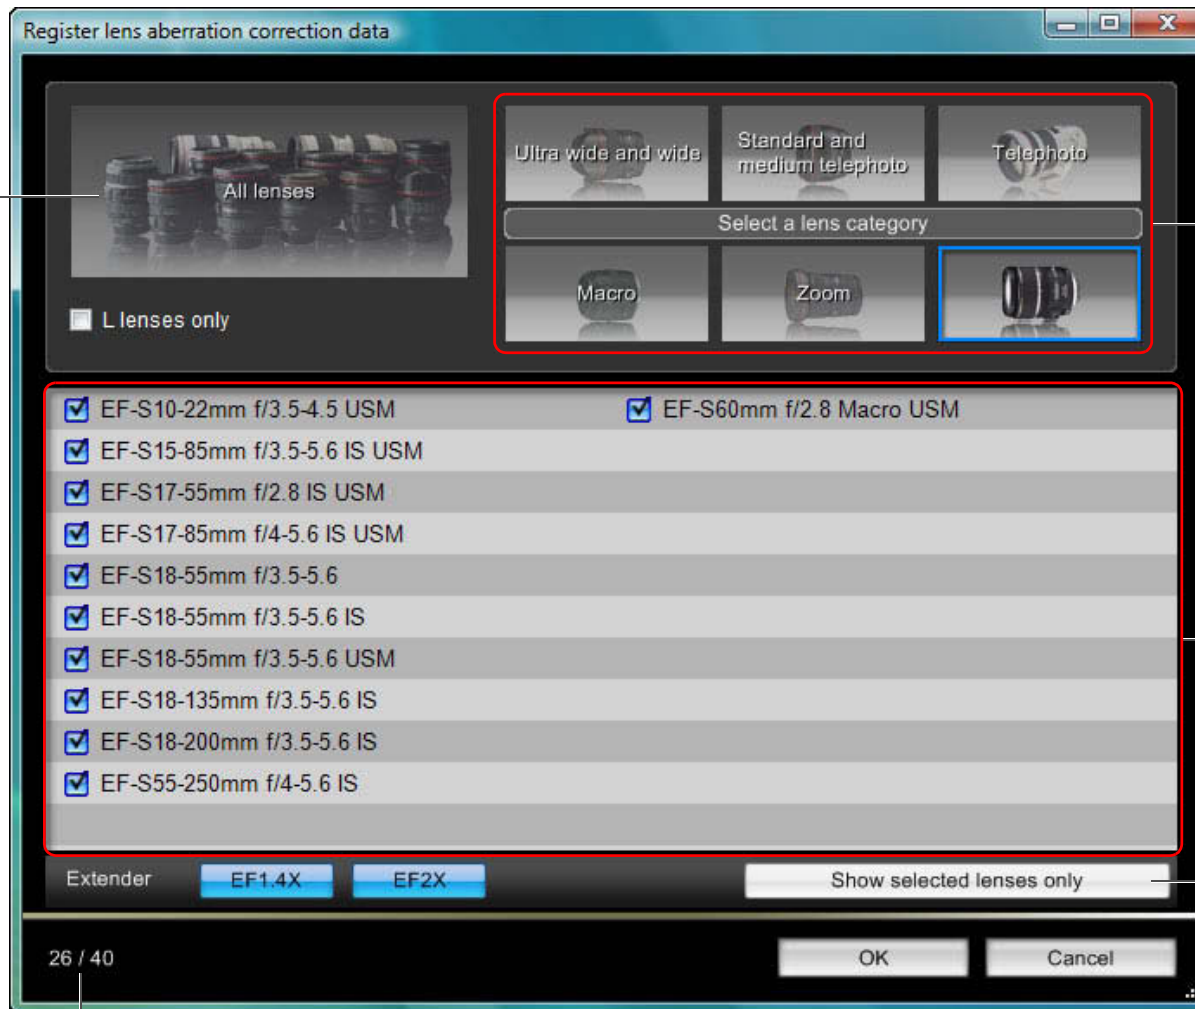 Register lens aberration correction data
All lenses
L lenses only
Ultra wide and wide
Standard and
medium telephoto
Telephoto
Select a lens category
Macro
Zoom
EF-S10-22mm f/3.5-4.5 USM
EF-S15-85mm f/3.5-5.6 IS USM
EF-S17-55mm f/2.8 IS USM
EF-S17-85mm f/4-5.6 IS USM
EF-S18-55mm f/3.5-5.6
EF-S18-55mm f/3.5-5.6 IS
EF-S18-55mm f/3.5-5.6 USM
EF-S18-135mm f/3.5-5.6 IS
EF-S18-200mm f/3.5-5.6 IS
EF-S55-250mm f/4-5.6 IS
EF-S60mm f/2.8 Macro USM
Extender
EF1.4X
EF2X
Show selected lenses only
26 / 40
OK
Cancel